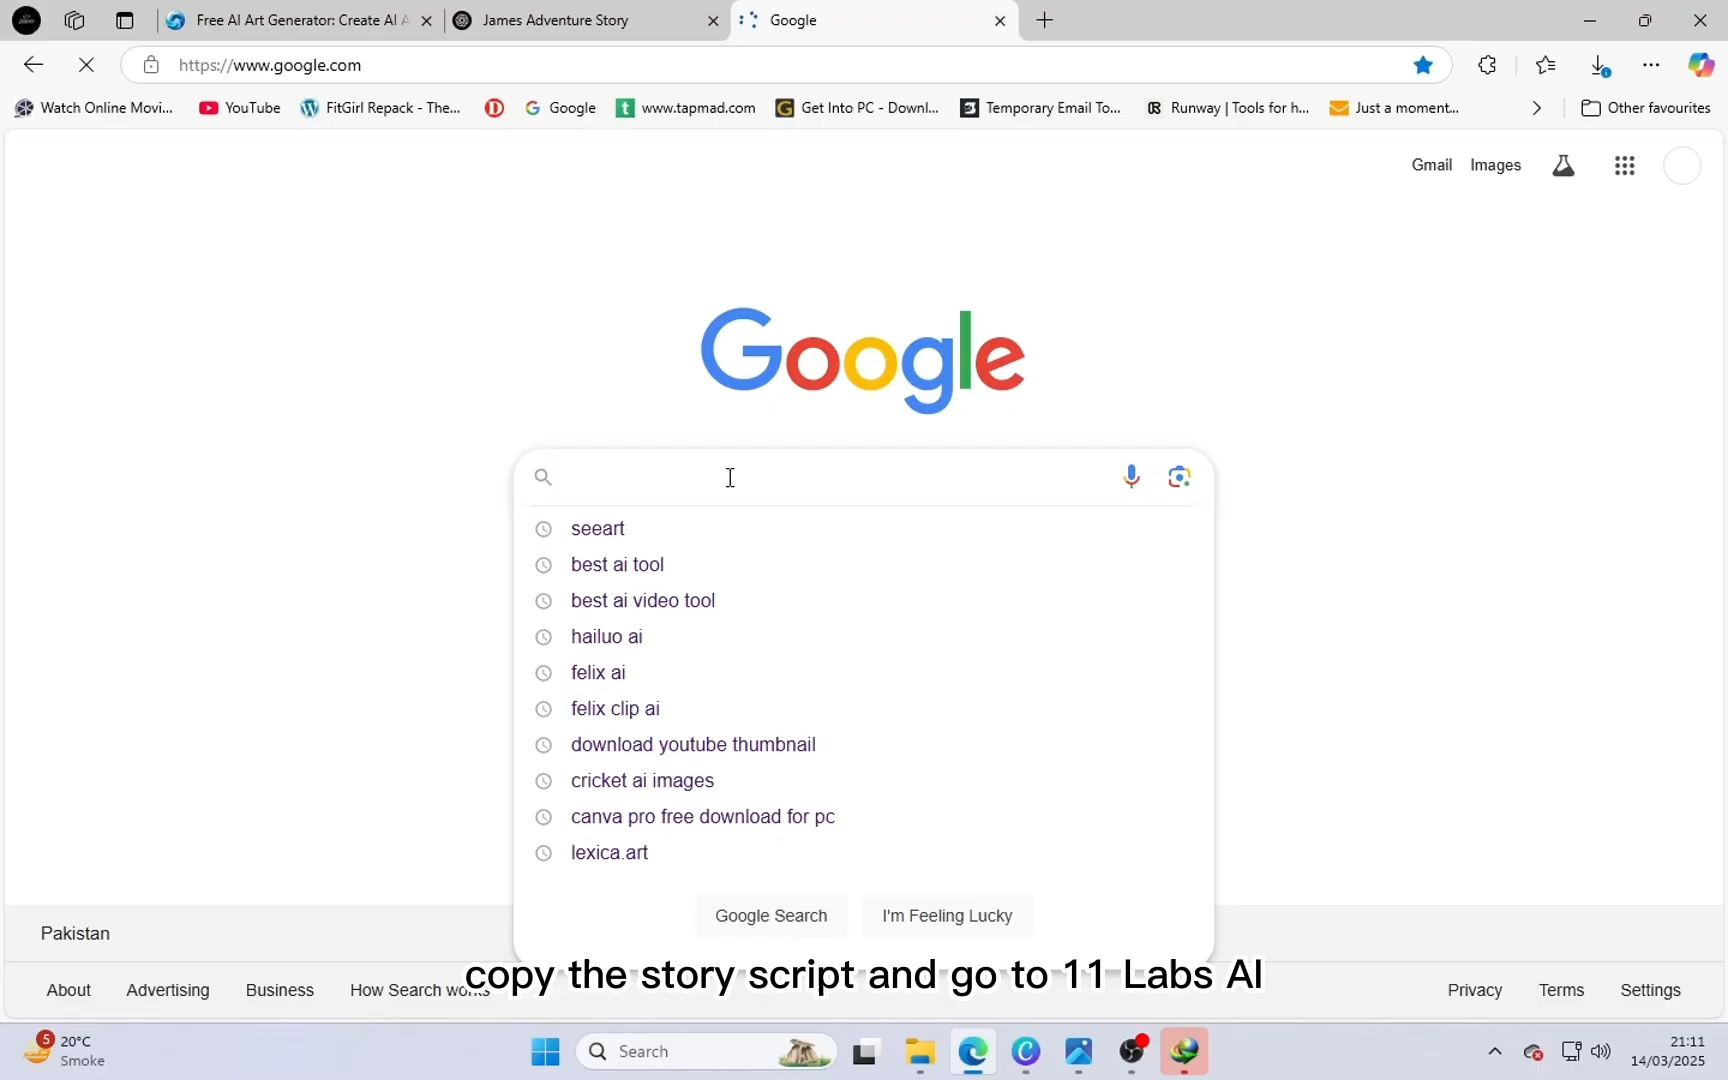 Free AI Art Generator: Create AI A
James Adventure Story
Google
https://www.google.com
Watch Online Movi...
YouTube
FitGirl Repack - The...
Google
www.tapmad.com
Get Into PC - Downl...
Temporary Email To...
Runway | Tools for h...
Just a moment...
Other favourites
Gmail
Images
Google
seeart
best ai tool
best ai video tool
hailuo ai
felix ai
felix clip ai
download youtube thumbnail
cricket ai images
canva pro free download for pc
lexica.art
Google Search
I'm Feeling Lucky
Pakistan
copy the story script and go to 11 Labs AI
About
Advertising
Business
How Search works
Privacy
Terms
Settings
5
20°C
Smoke
Search
21:11
14/03/2025